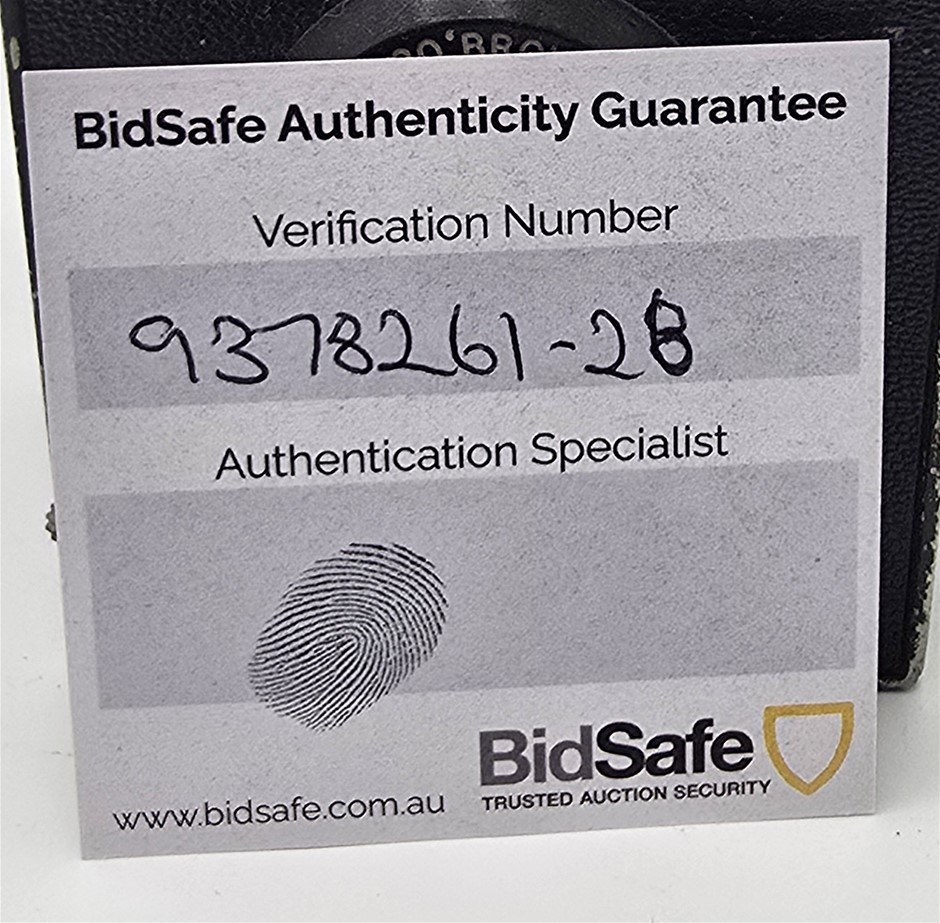 BidSafe Authenticity Guarantee
Verification Number
9378261-28
Authentication Specialist
BidSafe
TRUSTED AUCTION SECURITY
www.bidsafe.com.au